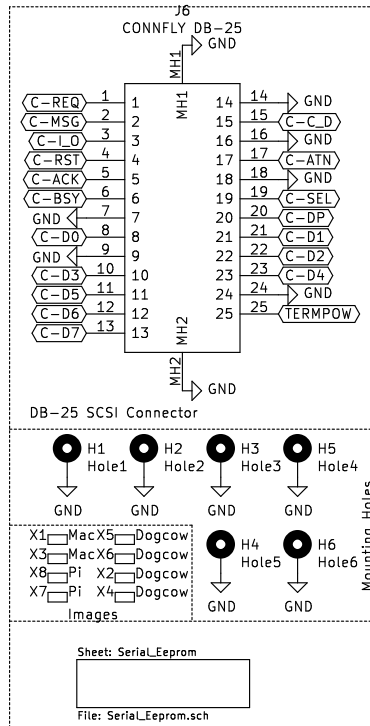 J6
CONNFLY DB-25
MH1 GND
MH1
C-REQ 1 1 14 14 GND
C-MSG 2 2 15 15 C-C_D
C-I_O 3 3 16 16 GND
C-RST 4 4 17 17 C-ATN
C-ACK 5 5 18 18 GND
C-BSY 6 6 19 19 C-SEL
GND 7 7 20 20 C-DP
C-D0 8 8 21 21 C-D1
GND 9 9 22 22 C-D2
C-D3 10 10 23 23 C-D4
C-D5 11 11 24 24 GND
C-D6 12 12 25 25 TERMPOW
C-D7 13 13
MH2
MH2 GND
DB-25 SCSI Connector
H1 H2 H3 H5
Hole1 Hole2 Hole3 Hole4
GND GND GND GND
X1 Mac X5 Dogcow
X3 Mac X6 Dogcow
X8 Pi X2 Dogcow
X7 Pi X4 Dogcow
Images
H4 H6
Hole5 Hole6
GND GND
Mounting Holes
Sheet: Serial_Eeprom
File: Serial_Eeprom.sch